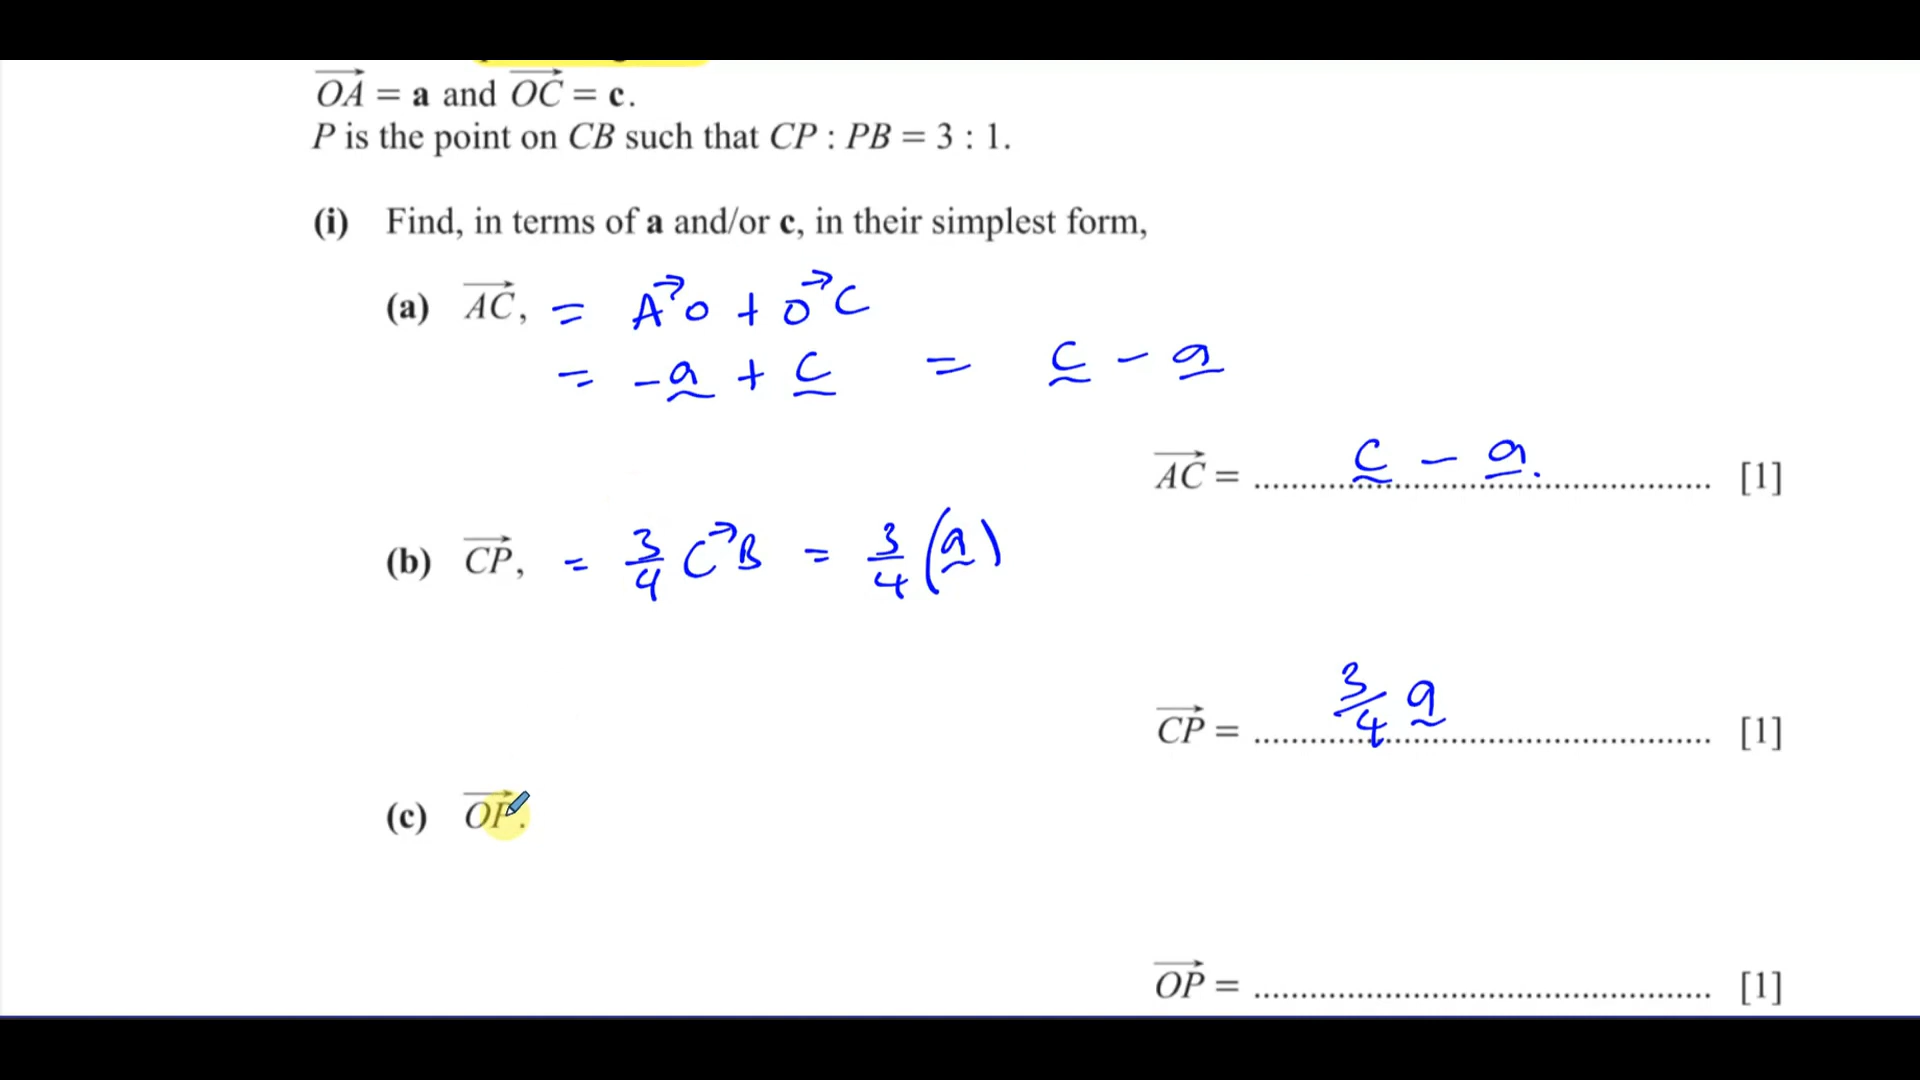 OA = a and OC = c.
P is the point on CB such that CP : PB = 3 : 1.
(i) Find, in terms of a and/or c, in their simplest form,
(a) AC, = AO + OC
= -a + c = c - a
AC = .................................................. [1] c - a.
(b) CP, = 3/4 CB = 3/4 (a)
CP = .................................................. [1] 3/4 a
(c) OP.
OP = .................................................. [1]